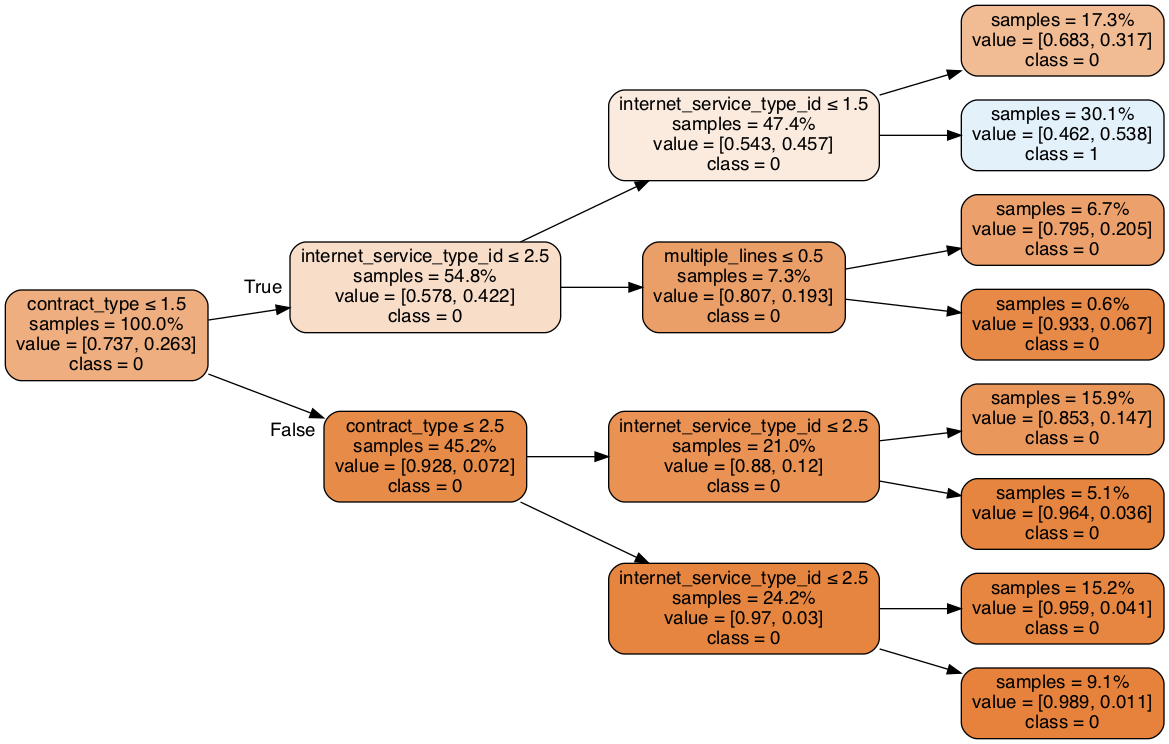 contract_type ≤ 1.5
samples = 100.0%
value = [0.737, 0.263]
class = 0
True
False
internet_service_type_id ≤ 2.5
samples = 54.8%
value = [0.578, 0.422]
class = 0
contract_type ≤ 2.5
samples = 45.2%
value = [0.928, 0.072]
class = 0
internet_service_type_id ≤ 1.5
samples = 47.4%
value = [0.543, 0.457]
class = 0
multiple_lines ≤ 0.5
samples = 7.3%
value = [0.807, 0.193]
class = 0
internet_service_type_id ≤ 2.5
samples = 21.0%
value = [0.88, 0.12]
class = 0
internet_service_type_id ≤ 2.5
samples = 24.2%
value = [0.97, 0.03]
class = 0
samples = 17.3%
value = [0.683, 0.317]
class = 0
samples = 30.1%
value = [0.462, 0.538]
class = 1
samples = 6.7%
value = [0.795, 0.205]
class = 0
samples = 0.6%
value = [0.933, 0.067]
class = 0
samples = 15.9%
value = [0.853, 0.147]
class = 0
samples = 5.1%
value = [0.964, 0.036]
class = 0
samples = 15.2%
value = [0.959, 0.041]
class = 0
samples = 9.1%
value = [0.989, 0.011]
class = 0